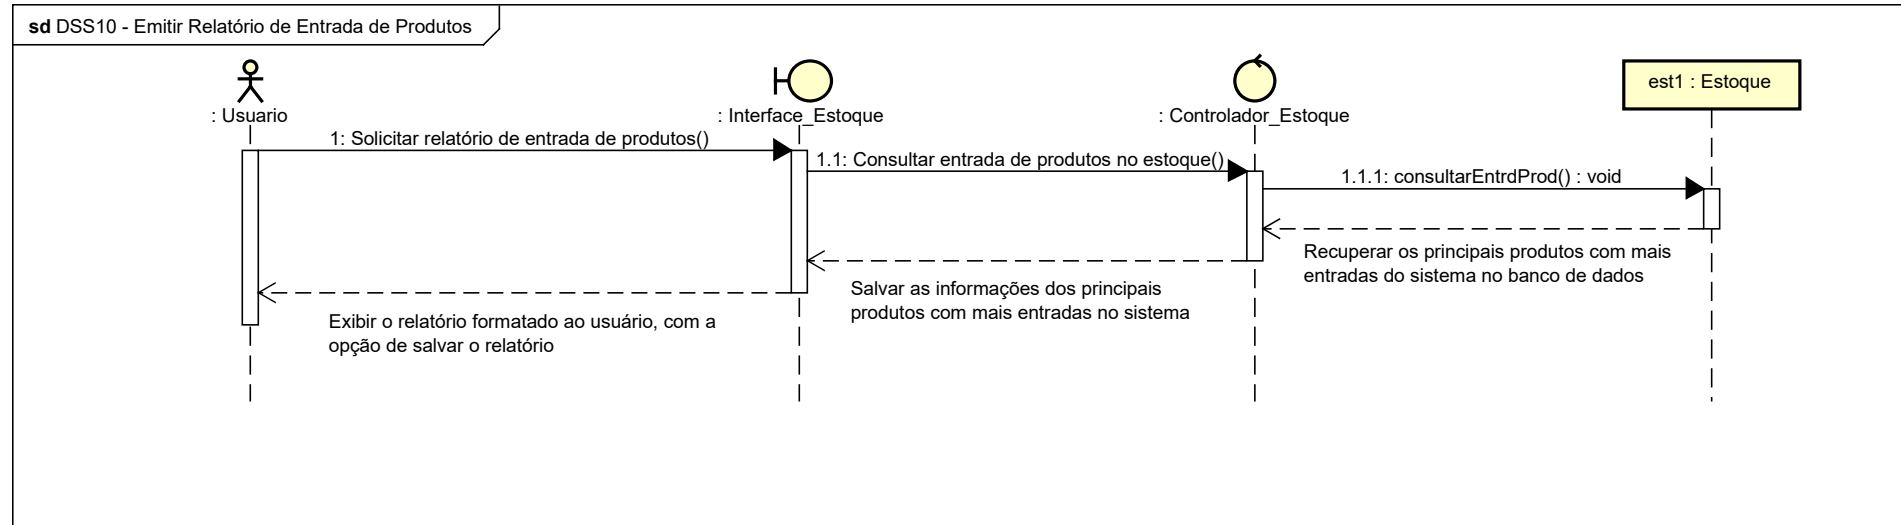 sd DSS10 - Emitir Relatório de Entrada de Produtos
: Usuario
: Interface_Estoque
: Controlador_Estoque
est1 : Estoque
1: Solicitar relatório de entrada de produtos()
1.1: Consultar entrada de produtos no estoque()
1.1.1: consultarEntrdProd() : void
Recuperar os principais produtos com mais
entradas do sistema no banco de dados
Salvar as informações dos principais
produtos com mais entradas no sistema
Exibir o relatório formatado ao usuário, com a
opção de salvar o relatório